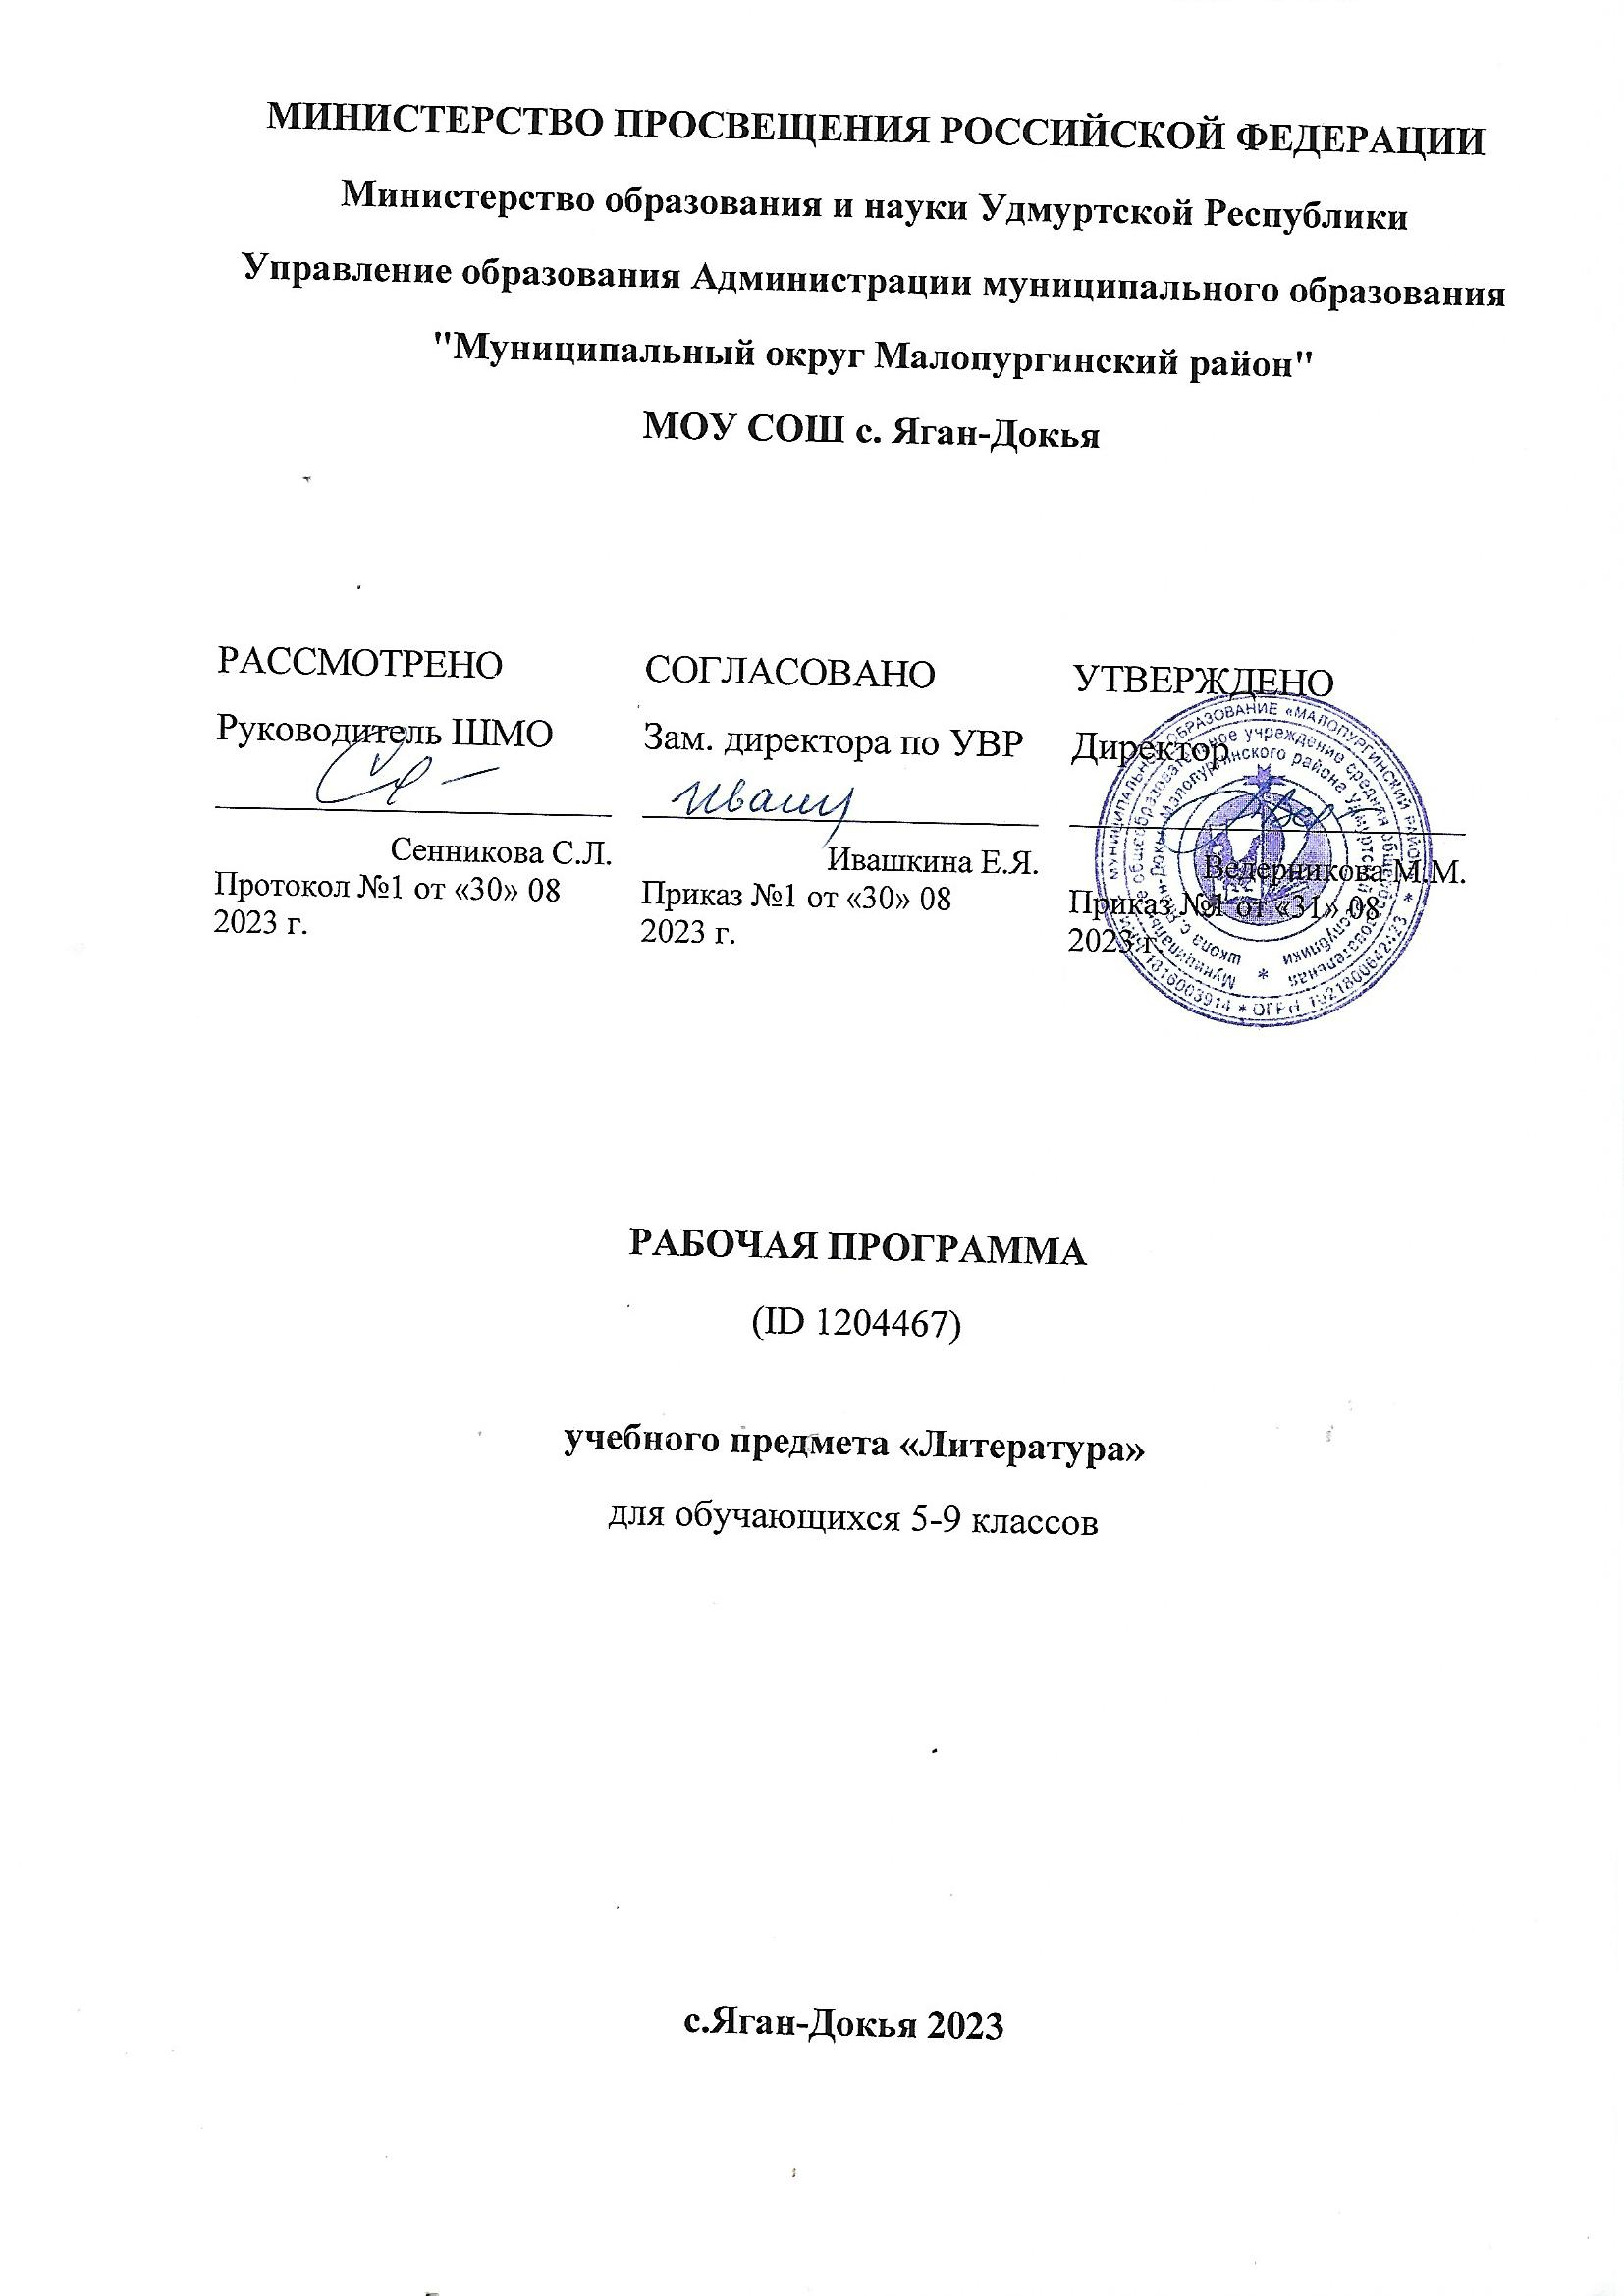 МИНИСТЕРСТВО ПРОСВЕЩЕНИЯ РОССИЙСКОЙ ФЕДЕРАЦИИ
Министерство образования и науки Удмуртской Республики
Управление образования Администрации муниципального образования
"Муниципальный округ Малопургинский район"
МОУ СОШ с. Яган-Докья
РАССМОТРЕНО
Руководитель ШМО
Сенникова С.Л.
Протокол №1 от «30» 08
2023 г.
СОГЛАСОВАНО
Зам. директора по УВР
Ивашкина Е.Я.
Приказ №1 от «30» 08
2023 г.
УТВЕРЖДЕНО
Директор
Ведерникова М.М.
Приказ №1 от «31» 08
2023 г.
РАБОЧАЯ ПРОГРАММА
(ID 1204467)
учебного предмета «Литература»
для обучающихся 5-9 классов
с.Яган-Докья 2023